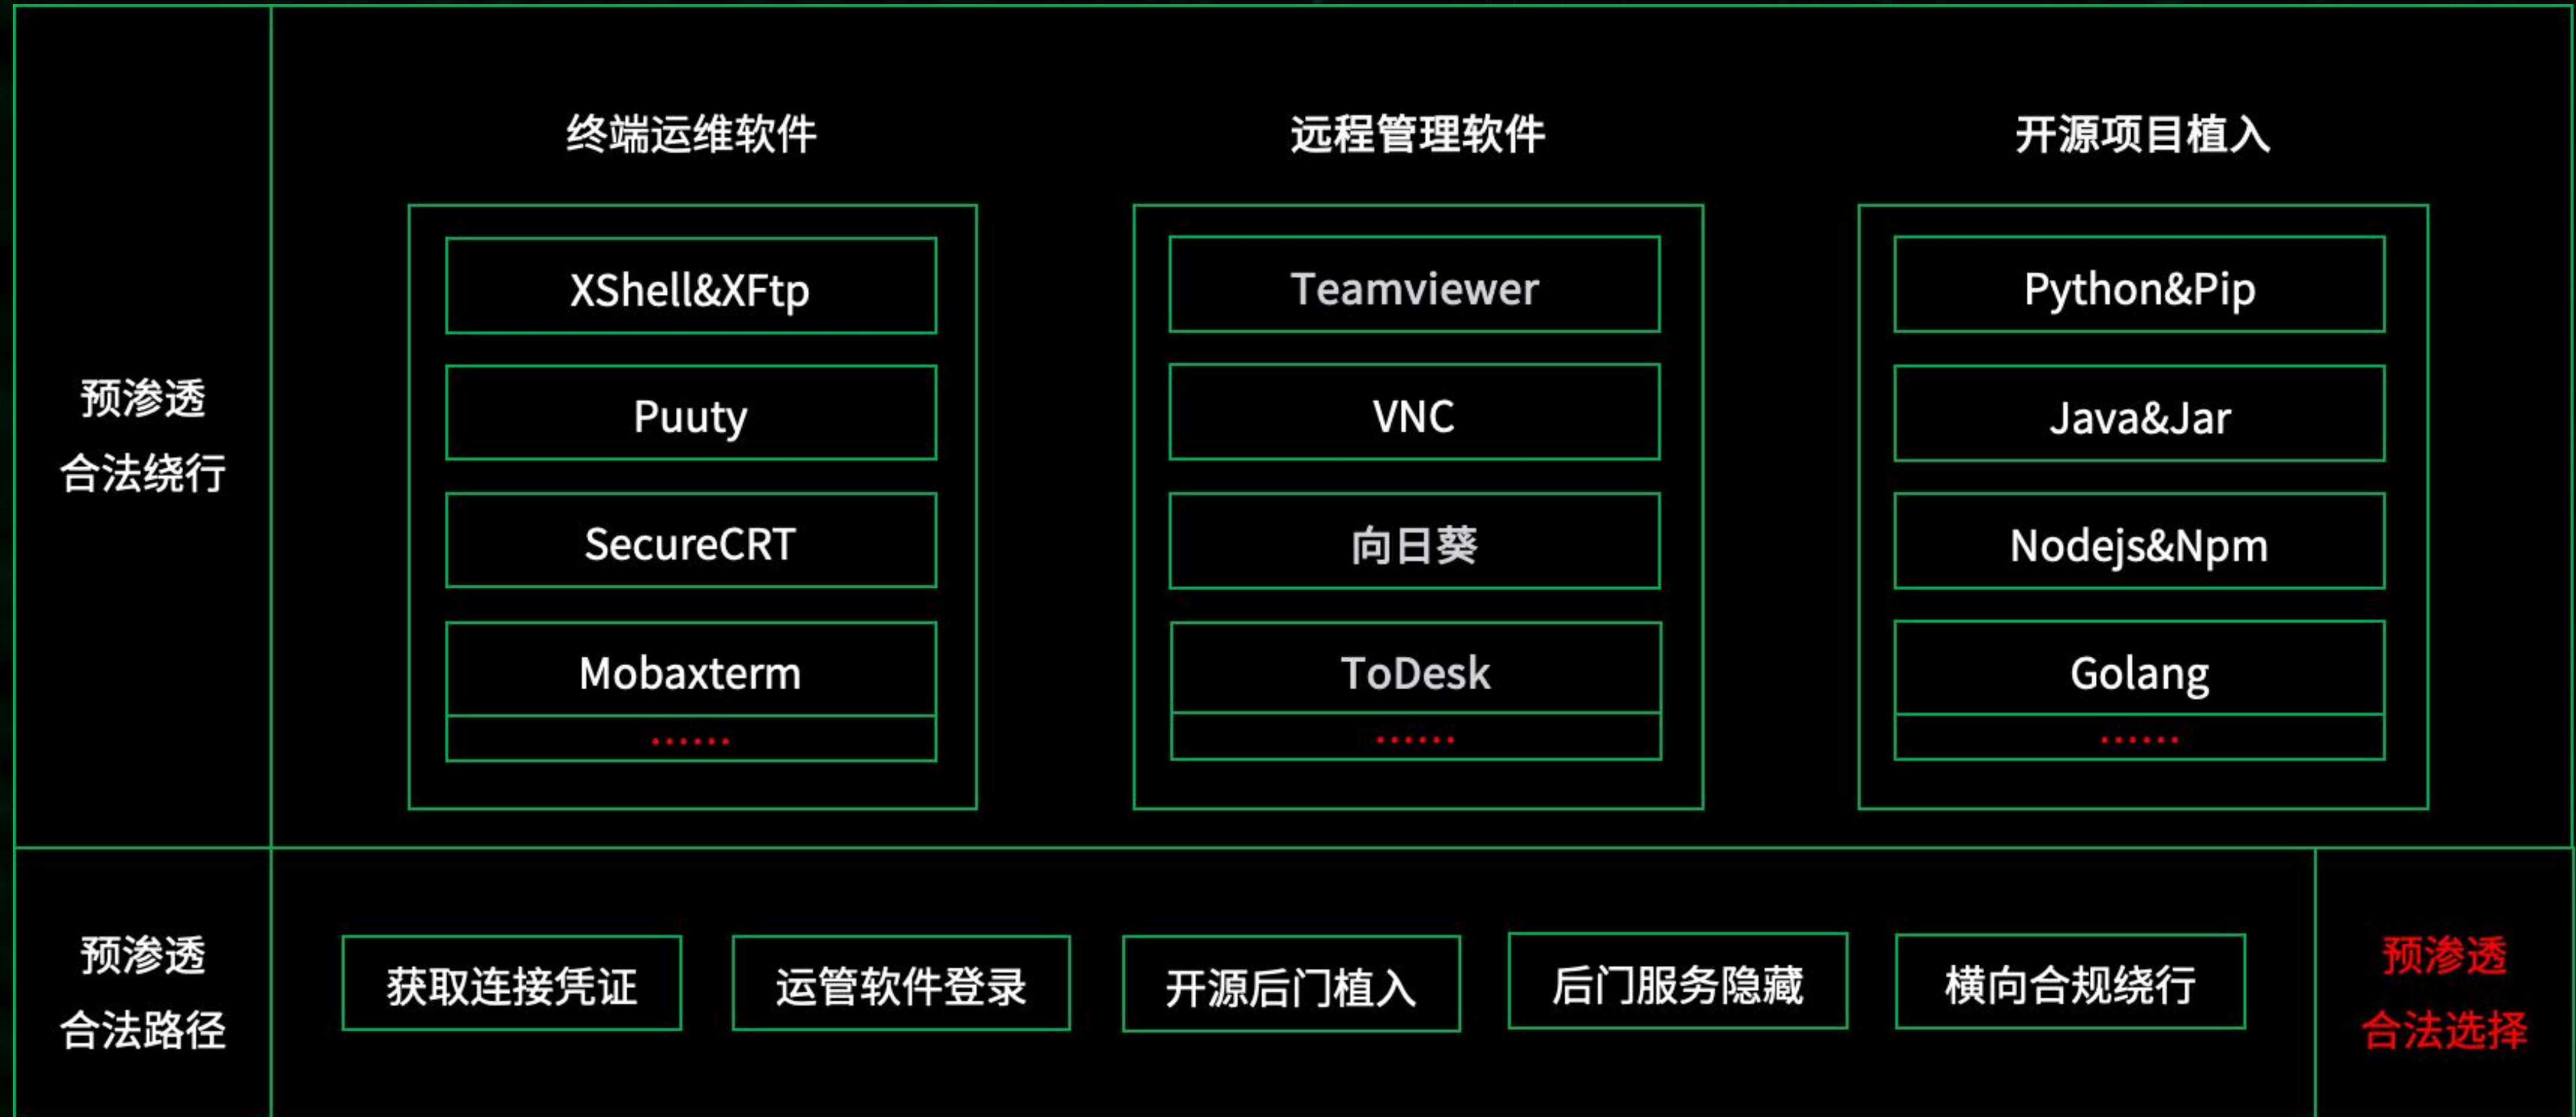 终端运维软件
远程管理软件
开源项目植入
预渗透
合法绕行
XShell&XFtp
Puuty
SecureCRT
Mobaxterm
……
Teamviewer
VNC
向日葵
ToDesk
……
Python&Pip
Java&Jar
Nodejs&Npm
Golang
……
预渗透
合法路径
获取连接凭证
运管软件登录
开源后门植入
后门服务隐藏
横向合规绕行
预渗透
合法选择